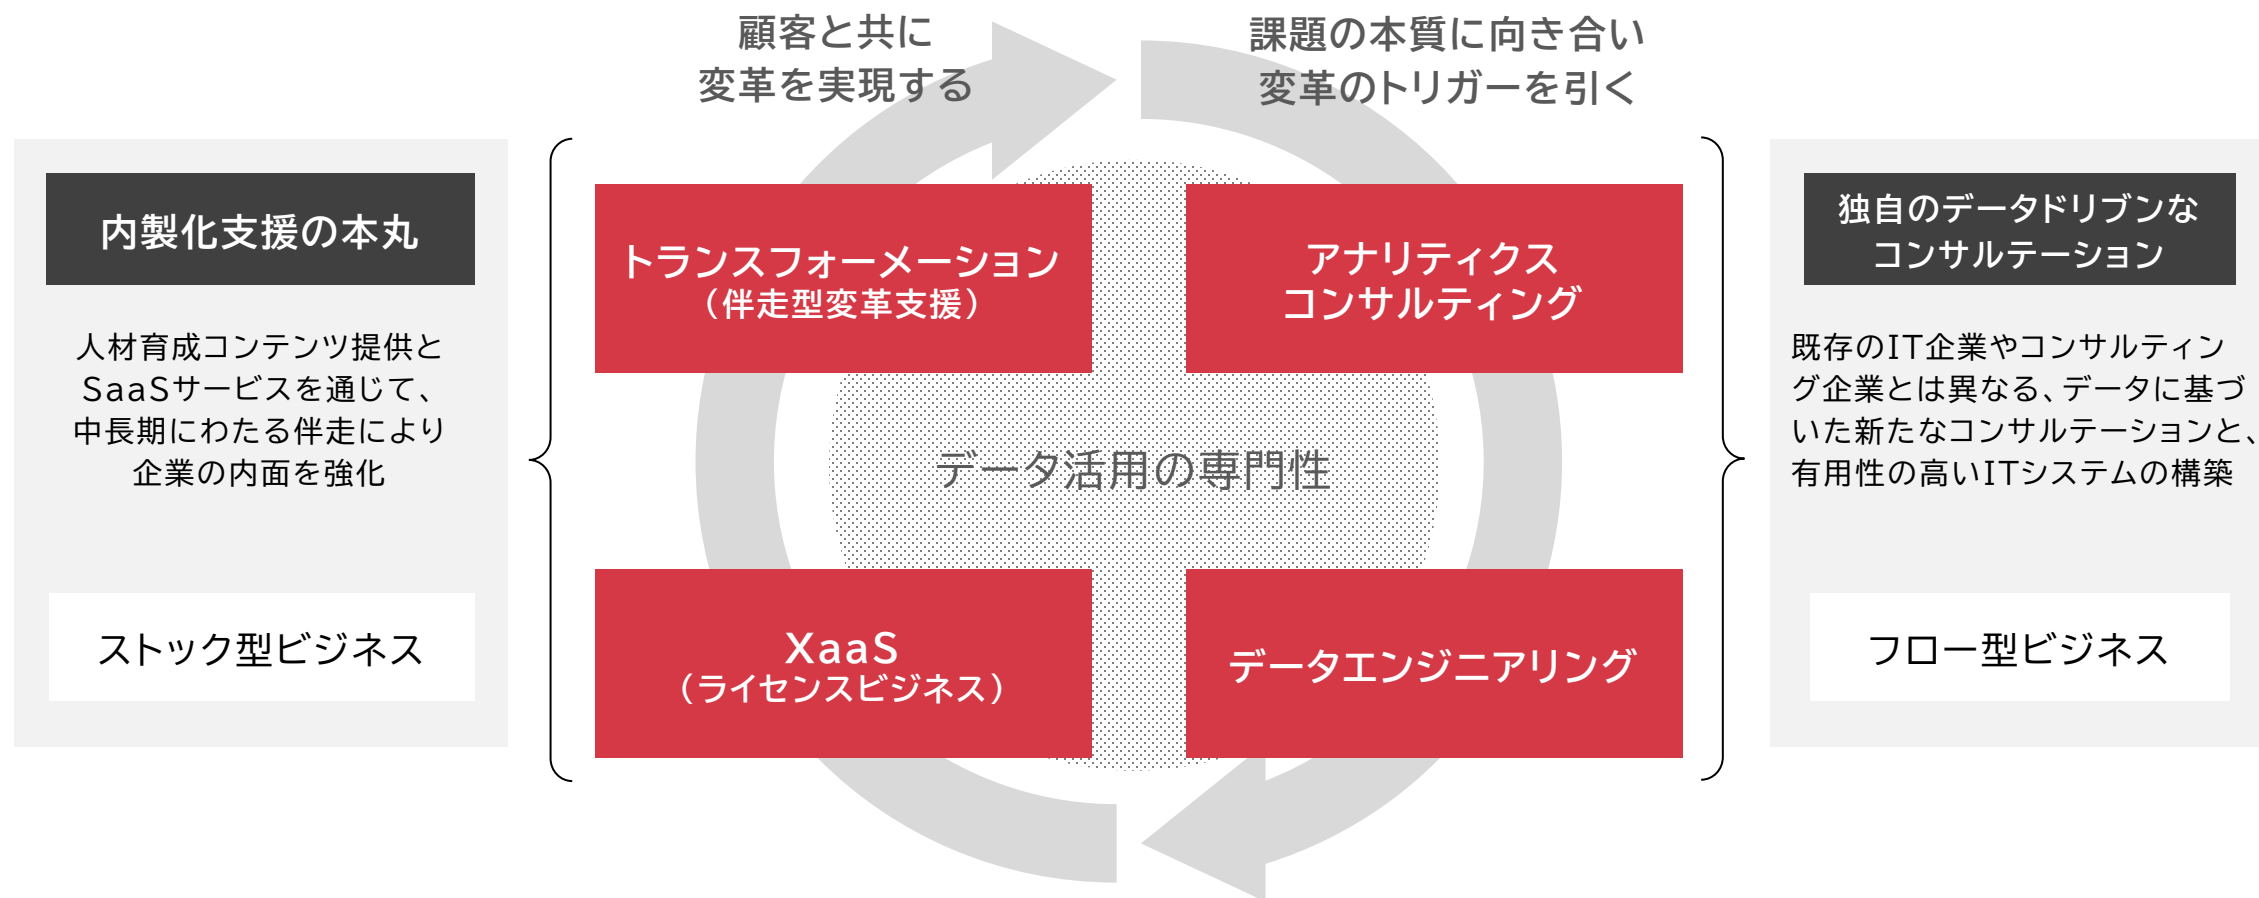 顧客と共に
変革を実現する
課題の本質に向き合い
変革のトリガーを引く
内製化支援の本丸
人材育成コンテンツ提供と
SaaSサービスを通じて、
中長期にわたる伴走により
企業の内面を強化
ストック型ビジネス
トランスフォーメーション
（伴走型変革支援）
アナリティクス
コンサルティング
データ活用の専門性
XaaS
（ライセンスビジネス）
データエンジニアリング
独自のデータドリブンな
コンサルテーション
既存のIT企業やコンサルティン
グ企業とは異なる、データに基づ
いた新たなコンサルテーションと、
有用性の高いITシステムの構築
フロー型ビジネス